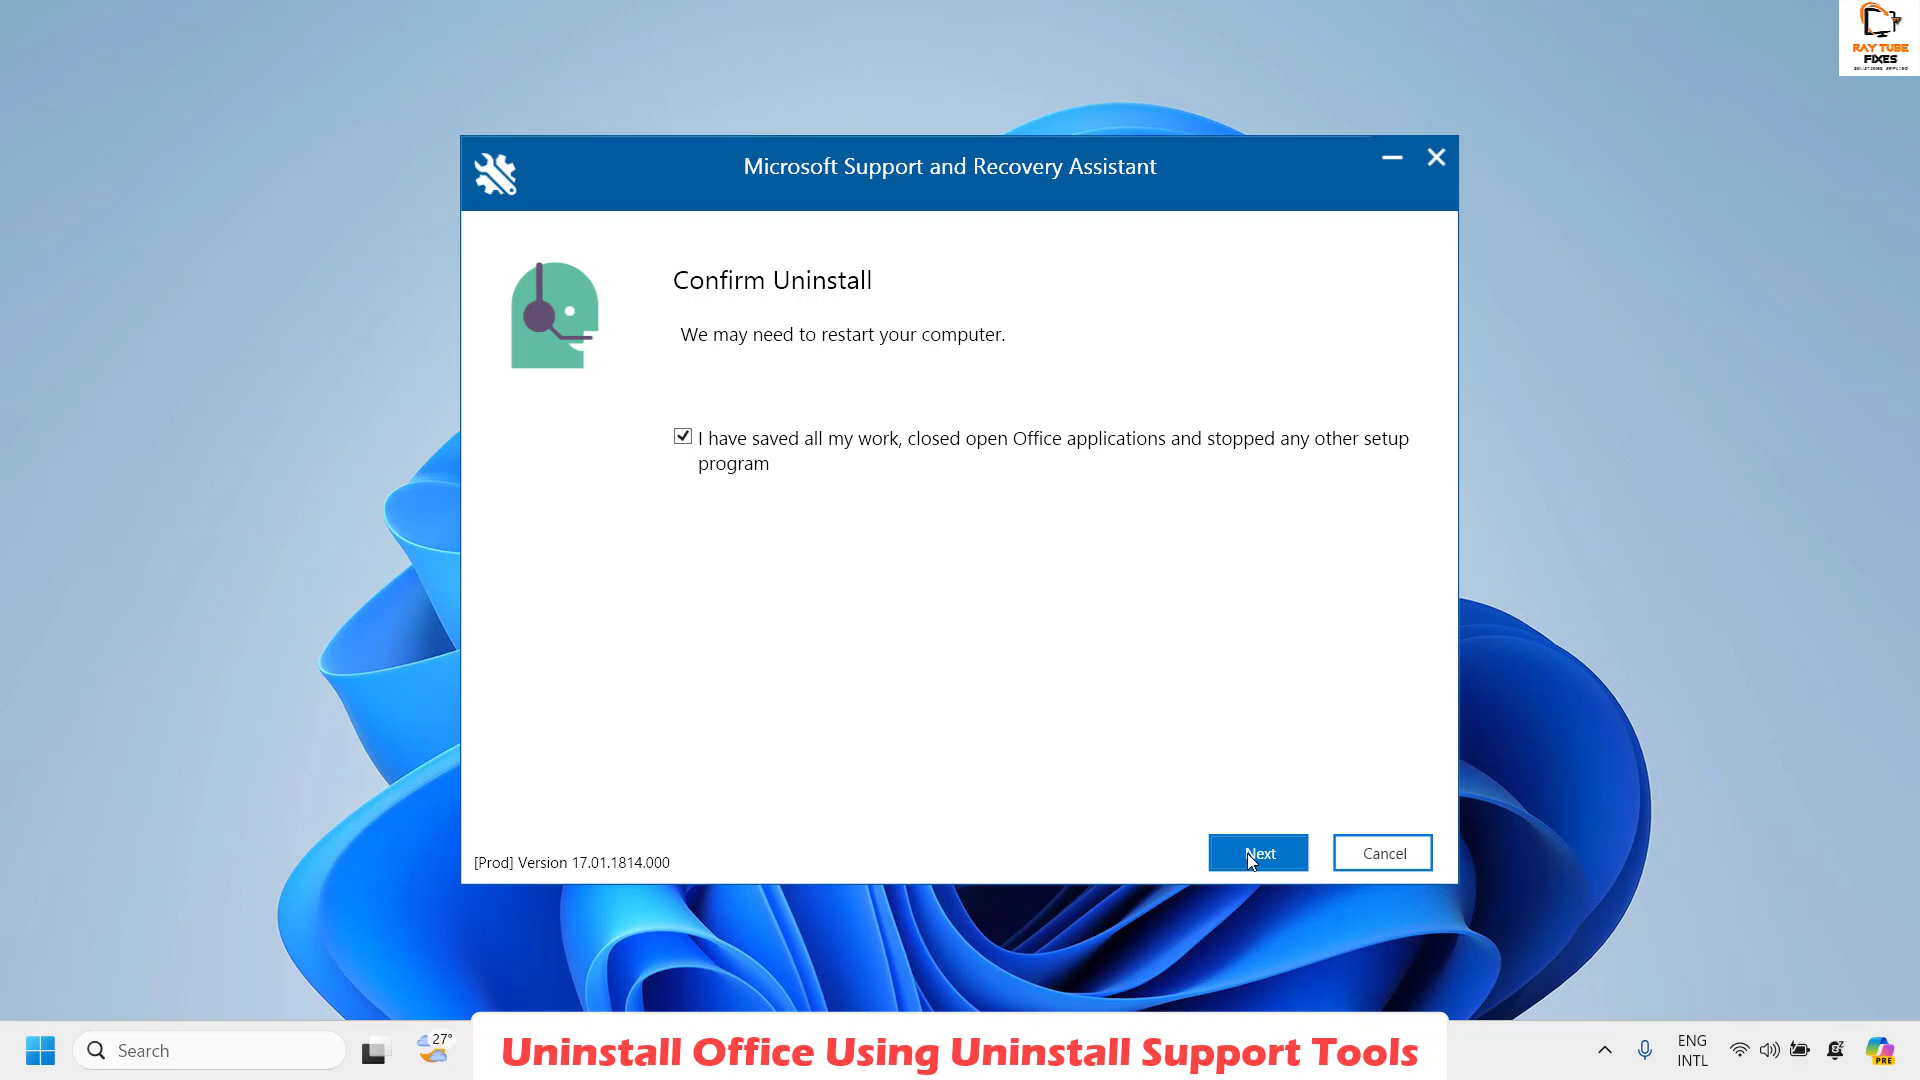 RAY TUBE
FIXES
Microsoft Support and Recovery Assistant
Confirm Uninstall
We may need to restart your computer.
I have saved all my work, closed open Office applications and stopped any other setup
program
[Prod] Version 17.01.1814.000
Next
Cancel
Search
27°
Uninstall Office Using Uninstall Support Tools
ENG
INTL
PRE